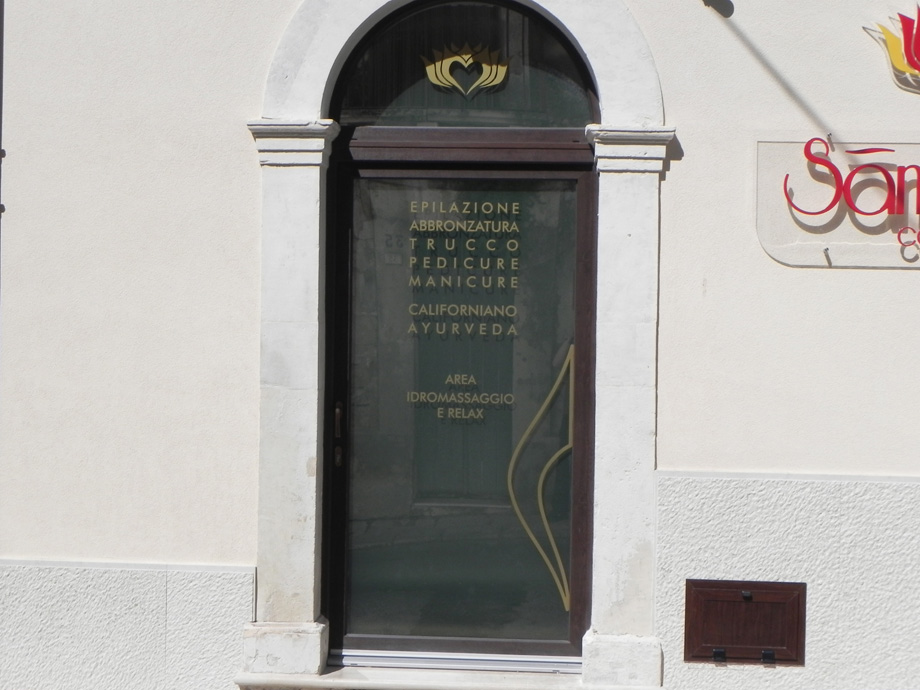 EPILAZIONE
ABBRONZATURA
TRUCCO
PEDICURE
MANICURE
CALIFORNIANO
AYURVEDA
AREA
IDROMASSAGGIO
E RELAX